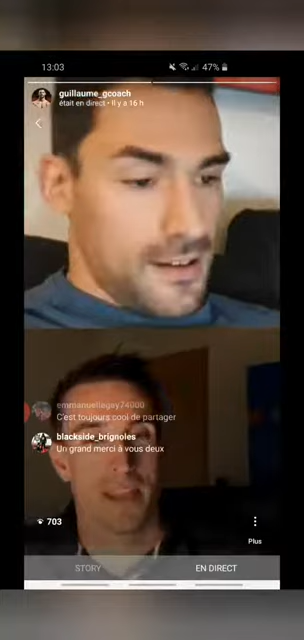 13:03
47%
guillaume_gcoach
était en direct • Il y a 16 h
emmanuellaguy74000
C'est toujours cool de partager
blackside_brignoles
Un grand merci à vous deux
703
Plus
STORY
EN DIRECT